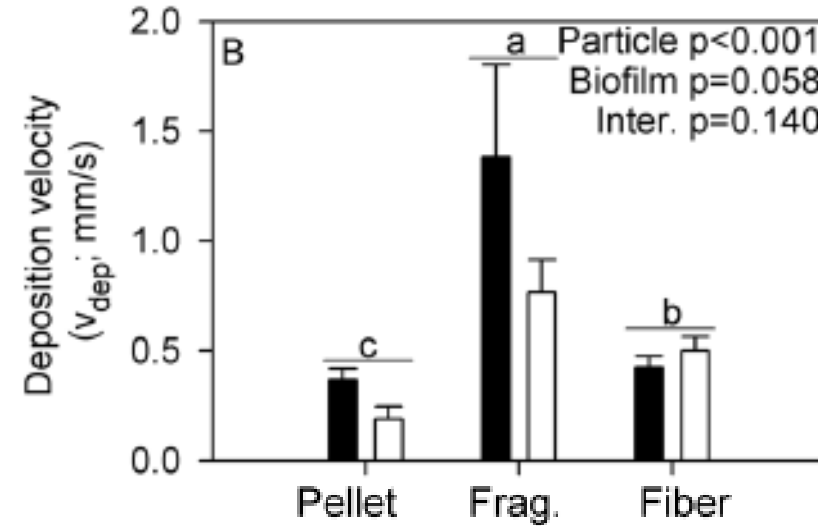 B
a
Particle p<0.001
Biofilm p=0.058
Inter. p=0.140
2.0
1.5
1.0
0.5
0.0
Deposition velocity
(vdep; mm/s)
c
b
Pellet
Frag.
Fiber